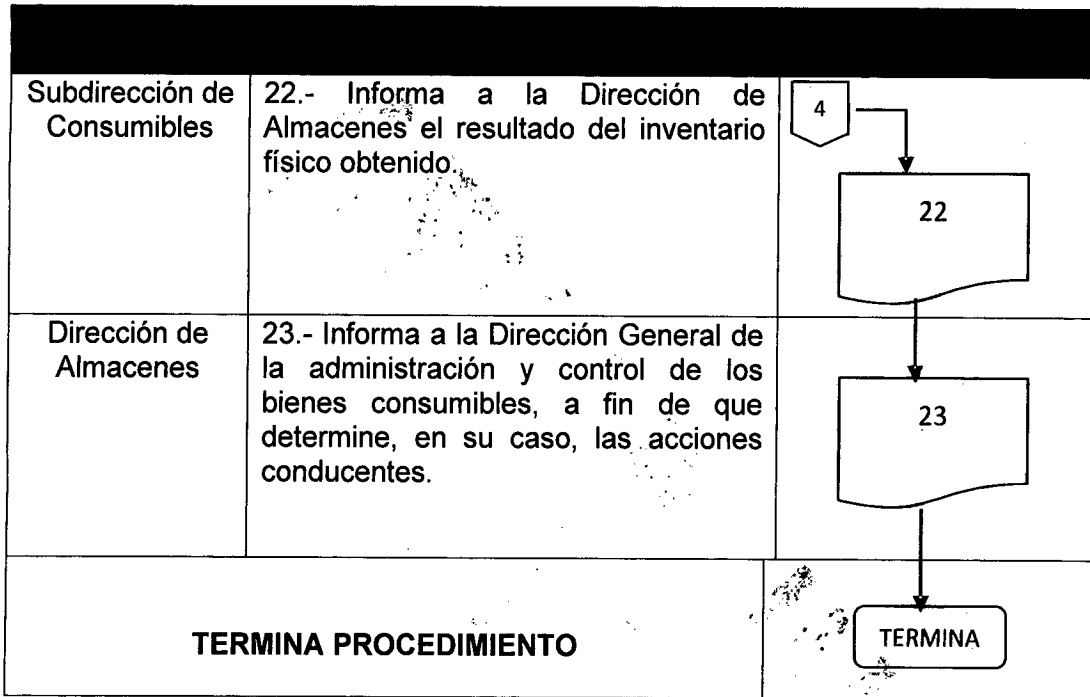 Subdirección de
Consumibles
22.- Informa a la Dirección de
Almacenes el resultado del inventario
físico obtenido.
4
22
Dirección de
Almacenes
23.- Informa a la Dirección General de
la administración y control de los
bienes consumibles, a fin de que
determine, en su caso, las acciones
conducentes.
23
TERMINA PROCEDIMIENTO
TERMINA